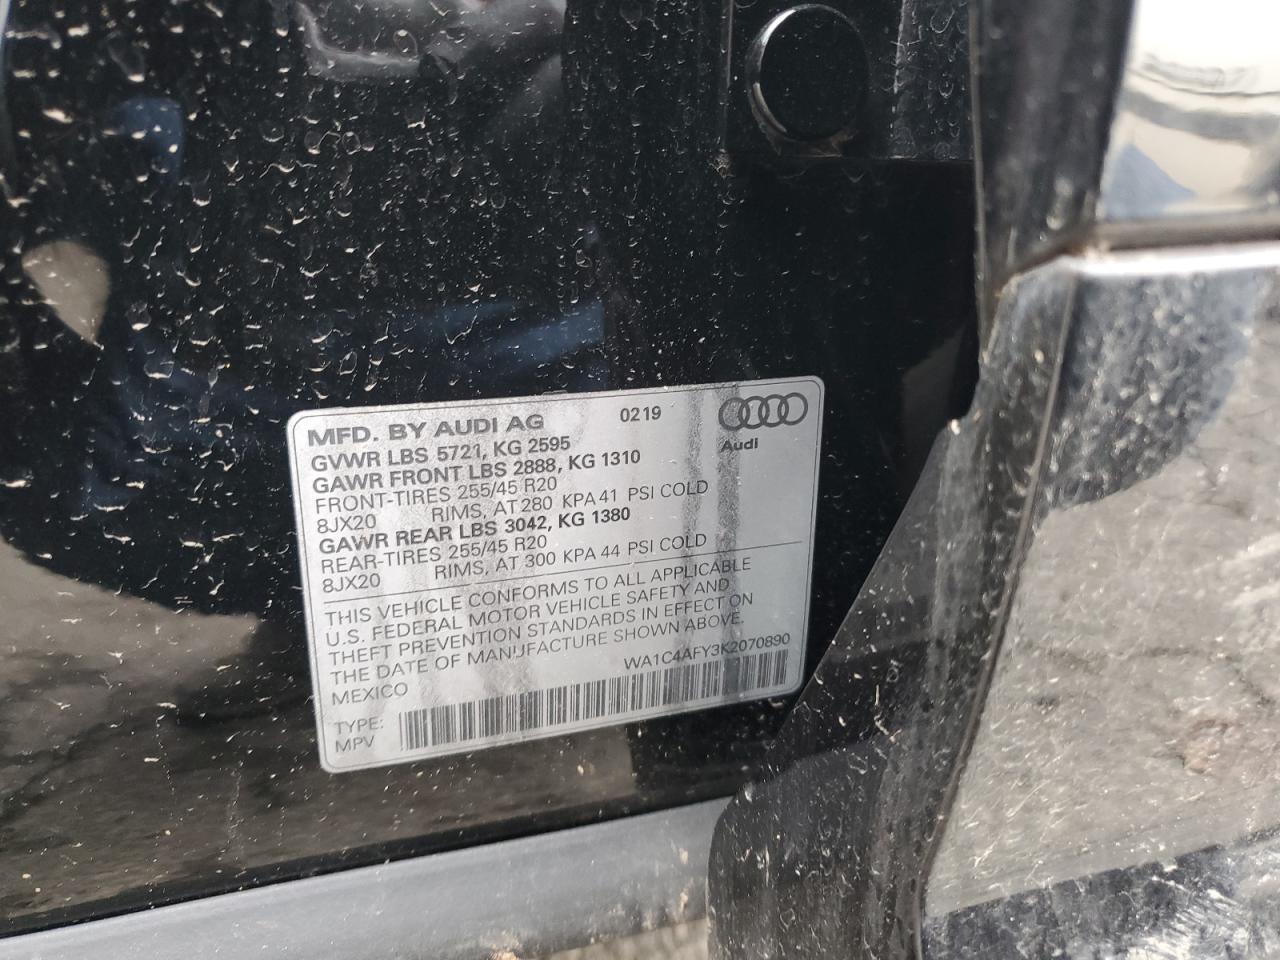 MFD. BY AUDI AG 0219
Audi
GVWR LBS 5721, KG 2595
GAWR FRONT LBS 2888, KG 1310
FRONT-TIRES 255/45 R20
8JX20 RIMS, AT 280 KPA 41 PSI COLD
GAWR REAR LBS 3042, KG 1380
REAR-TIRES 255/45 R20
8JX20 RIMS, AT 300 KPA 44 PSI COLD
THIS VEHICLE CONFORMS TO ALL APPLICABLE
U.S. FEDERAL MOTOR VEHICLE SAFETY AND
THEFT PREVENTION STANDARDS IN EFFECT ON
THE DATE OF MANUFACTURE SHOWN ABOVE.
MEXICO WA1C4AFY3K2070890
TYPE:
MPV